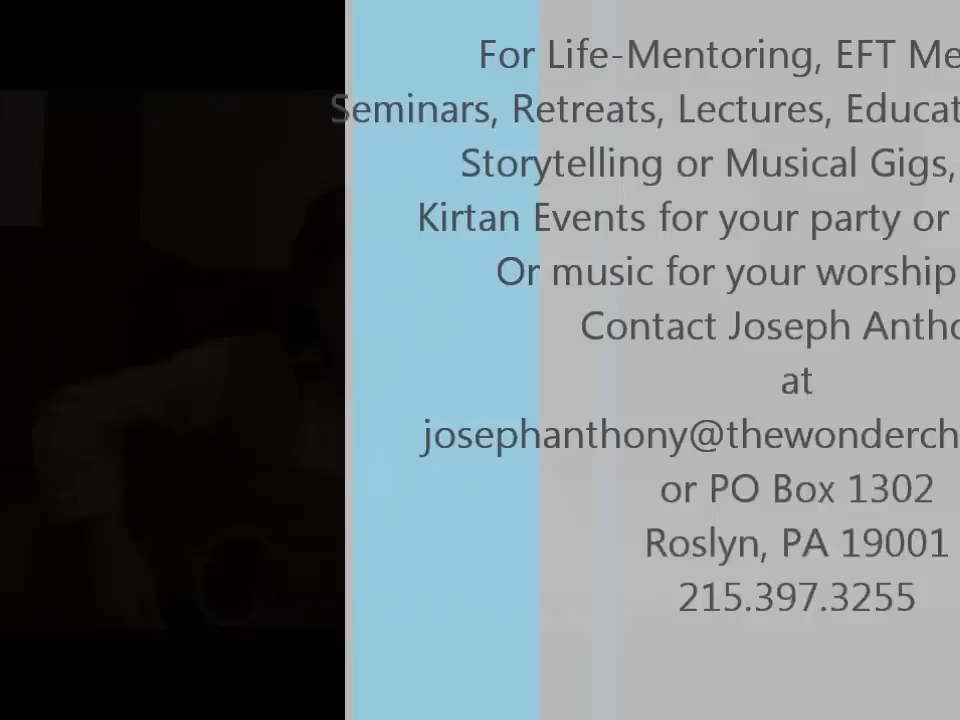 For Life-Mentoring, EFT Me
Seminars, Retreats, Lectures, Educat
Storytelling or Musical Gigs,
Kirtan Events for your party or
Or music for your worship
Contact Joseph Antho
at
josephanthony@thewonderch
or PO Box 1302
Roslyn, PA 19001
215.397.3255